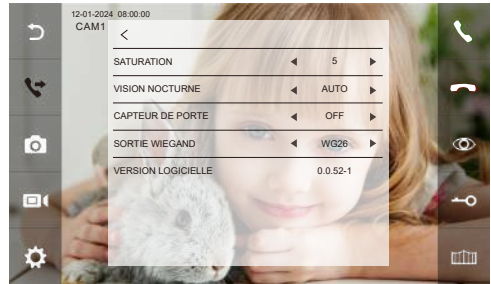 12-01-2024 08:00:00
CAM1
SATURATION 5
VISION NOCTURNE AUTO
CAPTEUR DE PORTE OFF
SORTIE WIEGAND WG26
VERSION LOGICIELLE 0.0.52-1